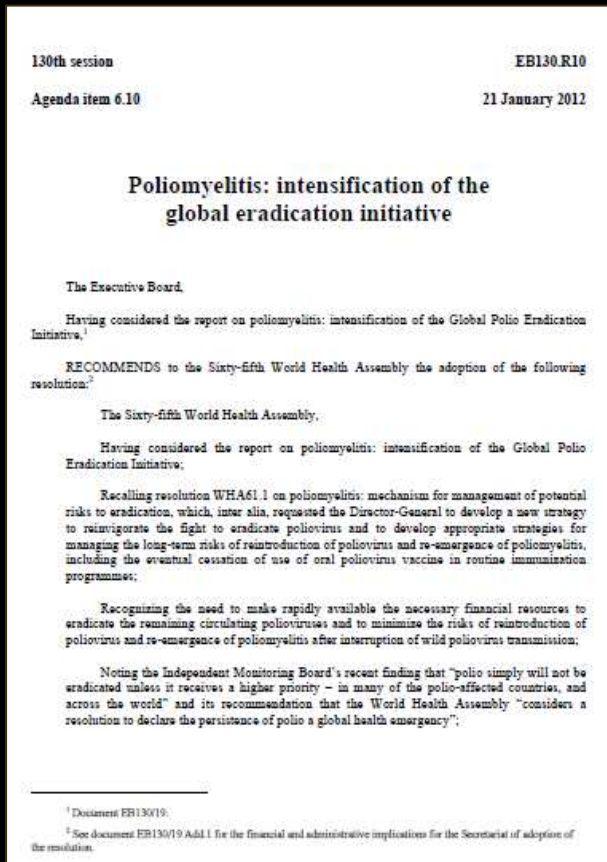 130th session EB130.R10
Agenda item 6.10 21 January 2012
Poliomyelitis: intensification of the
global eradication initiative
The Executive Board,
Having considered the report on poliomyelitis: intensification of the Global Polio Eradication
Initiative,¹
RECOMMENDS to the Sixty-fifth World Health Assembly the adoption of the following
resolution:²
The Sixty-fifth World Health Assembly,
Having considered the report on poliomyelitis: intensification of the Global Polio
Eradication Initiative;
Recalling resolution WHA61.1 on poliomyelitis: mechanism for management of potential
risks to eradication, which, inter alia, requested the Director-General to develop a new strategy
to reinvigorate the fight to eradicate poliovirus and to develop appropriate strategies for
managing the long-term risks of reintroduction of poliovirus and re-emergence of poliomyelitis,
including the eventual cessation of use of oral poliovirus vaccine in routine immunization
programmes;
Recognizing the need to make rapidly available the necessary financial resources to
eradicate the remaining circulating polioviruses and to minimize the risks of reintroduction of
poliovirus and re-emergence of poliomyelitis after interruption of wild poliovirus transmission;
Noting the Independent Monitoring Board's recent finding that “polio simply will not be
eradicated unless it receives a higher priority – in many of the polio-affected countries, and
across the world” and its recommendation that the World Health Assembly “considers a
resolution to declare the persistence of polio a global health emergency”;
¹ Document EB130/19.
² See document EB130/19 Add.1 for the financial and administrative implications for the Secretariat of adoption of
the resolution.